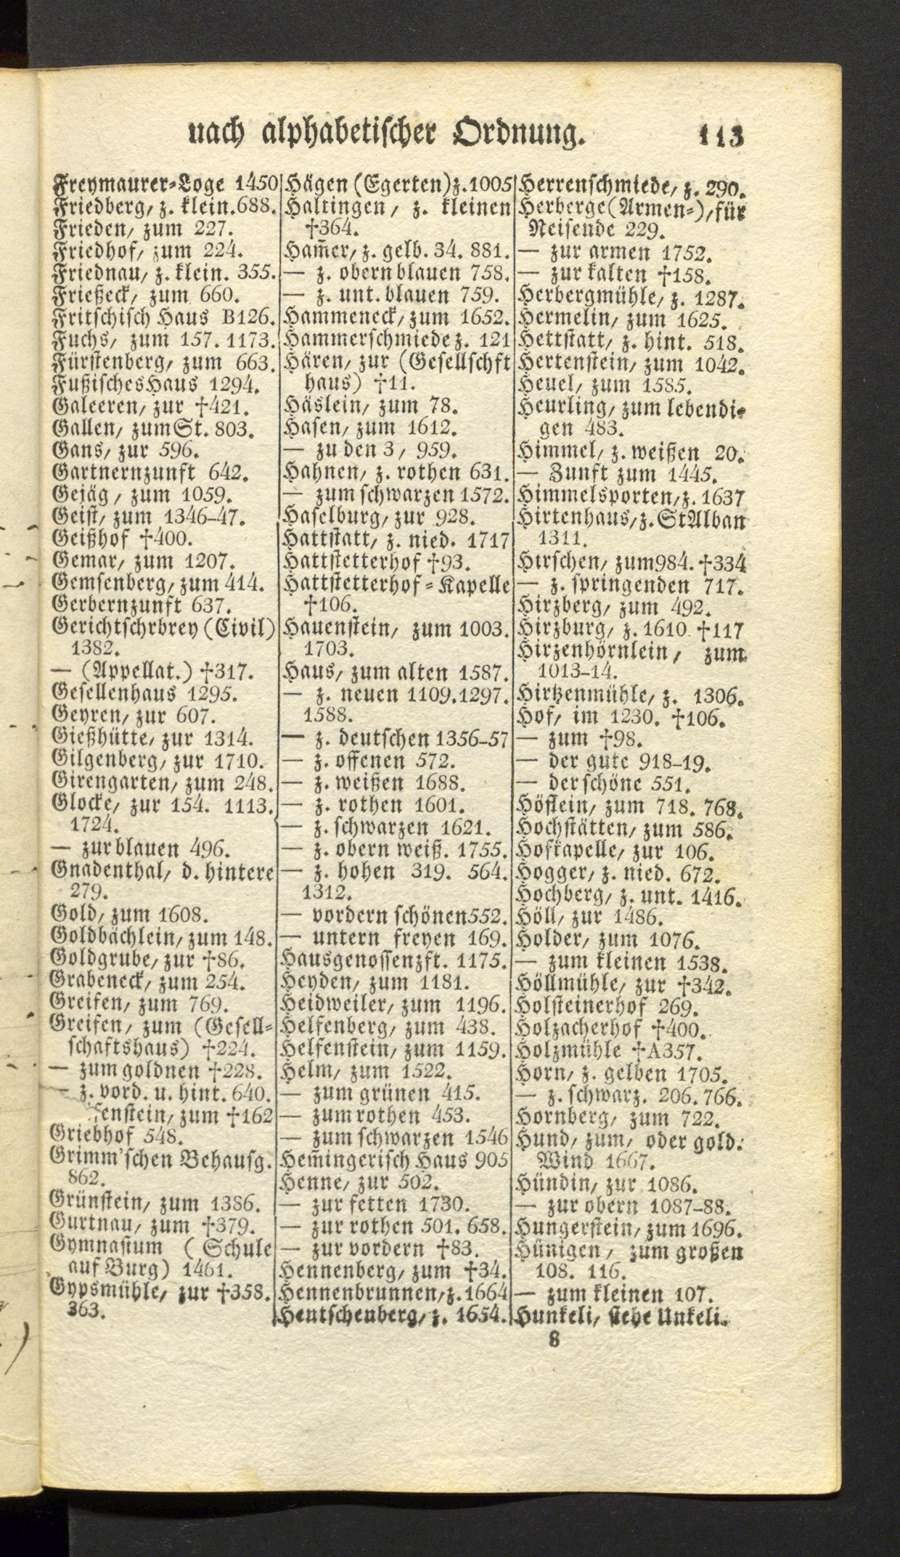 nach alphabetischer Ordnung. 113
Freymaurer-Loge 1450
Friedberg, z. klein. 688.
Frieden, zum 227.
Friedhof, zum 224.
Friednau, z. klein. 355.
Frießeck, zum 660.
Fritschisch Haus B126.
Fuchs, zum 157. 1173.
Fürstenberg, zum 663.
Fußisches Haus 1294.
Galeeren, zur †421.
Gallen, zum St. 803.
Gans, zur 596.
Gartnernzunft 642.
Gejäg, zum 1059.
Geist, zum 1346-47.
Geißhof †400.
Gemar, zum 1207.
Gemsenberg, zum 414.
Gerbernzunft 637.
Gerichtschrbrey (Civil)
1382.
— (Appellat.) †317.
Gesellenhaus 1295.
Geyren, zur 607.
Gießhütte, zur 1314.
Gilgenberg, zur 1710.
Girengarten, zum 248.
Glocke, zur 154. 1113.
1724.
— zur blauen 496.
Gnadenthal, d. hintere
279.
Gold, zum 1608.
Goldbächlein, zum 148.
Goldgrube, zur †86.
Grabeneck, zum 254.
Greifen, zum 769.
Greifen, zum (Gesell-
schaftshaus) †224.
— zum goldnen †228.
— z. vord. u. hint. 640.
fenstein, zum †162
Griebhof 548.
Grimm'schen Behausg.
862.
Grünstein, zum 1386.
Gurtnau, zum †379.
Gymnasium (Schule
auf Burg) 1461.
Gypsmühle, zur †358.
363.
Hägen (Egerten) z. 1005
Haltingen, z. kleinen
†364.
Ham̄er, z. gelb. 34. 881.
— z. obern blauen 758.
— z. unt. blauen 759.
Hammeneck, zum 1652.
Hammerschmiede z. 121
Hären, zur (Gesellschft
haus) †11.
Häslein, zum 78.
Hasen, zum 1612.
— zu den 3, 959.
Hahnen, z. rothen 631.
— zum schwarzen 1572.
Haselburg, zur 928.
Hattstatt, z. nied. 1717
Hattstetterhof †93.
Hattstetterhof-Kapelle
†106.
Hauenstein, zum 1003.
1703.
Haus, zum alten 1587.
— z. neuen 1109. 1297.
1588.
— z. deutschen 1356-57
— z. offenen 572.
— z. weißen 1688.
— z. rothen 1601.
— z. schwarzen 1621.
— z. obern weiß. 1755.
— z. hohen 319. 564.
1312.
— vordern schönen 552.
— untern freyen 169.
Hausgenossenzft. 1175.
Heyden, zum 1181.
Heidweiler, zum 1196.
Helfenberg, zum 438.
Helfenstein, zum 1159.
Helm, zum 1522.
— zum grünen 415.
— zum rothen 453.
— zum schwarzen 1546
Hem̄ingerisch Haus 905
Henne, zur 502.
— zur fetten 1730.
— zur rothen 501. 658.
— zur vordern †83.
Hennenberg, zum †34.
Hennenbrunnen, z. 1664
Hentschenberg, z. 1654.
Herrenschmiede, z. 290.
Herberge (Armen-), für
Reisende 229.
— zur armen 1752.
— zur kalten †158.
Herbergmühle, z. 1287.
Hermelin, zum 1625.
Hettstatt, z. hint. 518.
Hertenstein, zum 1042.
Heuel, zum 1585.
Heurling, zum lebendi-
gen 483.
Himmel, z. weißen 20.
— Zunft zum 1445.
Himmelsporten, z. 1637
Hirtenhaus, z. St Alban
1311.
Hirschen, zum 984. †334
— z. springenden 717.
Hirzberg, zum 492.
Hirzburg, z. 1610 †117
Hirzenhörnlein, zum
1013-14.
Hirtzenmühle, z. 1306.
Hof, im 1230. †106.
— zum †98.
— der gute 918-19.
— der schöne 551.
Höflein, zum 718. 768.
Hochstätten, zum 586.
Hofkapelle, zur 106.
Hogger, z. nied. 672.
Hochberg, z. unt. 1416.
Höll, zur 1486.
Holder, zum 1076.
— zum kleinen 1538.
Höllmühle, zur †342.
Holsteinerhof 269.
Holzacherhof †400.
Holzmühle †A357.
Horn, z. gelben 1705.
— z. schwarz. 206. 766.
Hornberg, zum 722.
Hund, zum, oder gold.
Wind 1667.
Hündin, zur 1086.
— zur obern 1087-88.
Hungerstein, zum 1696.
Hünigen, zum großen
108. 116.
— zum kleinen 107.
Hunkeli, siehe Unkeli.
8